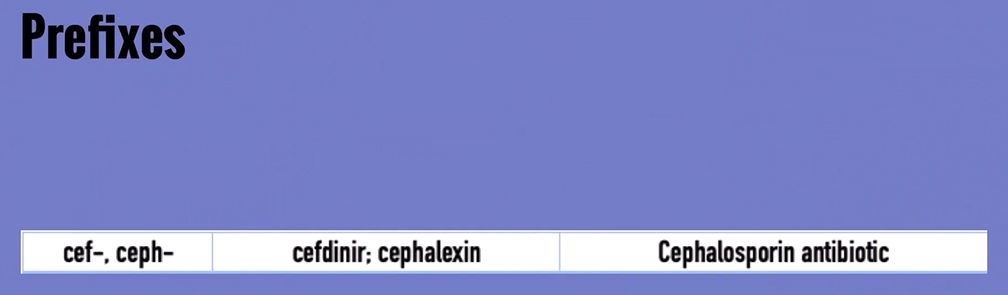 Prefixes
cef-, ceph- cefdinir; cephalexin Cephalosporin antibiotic